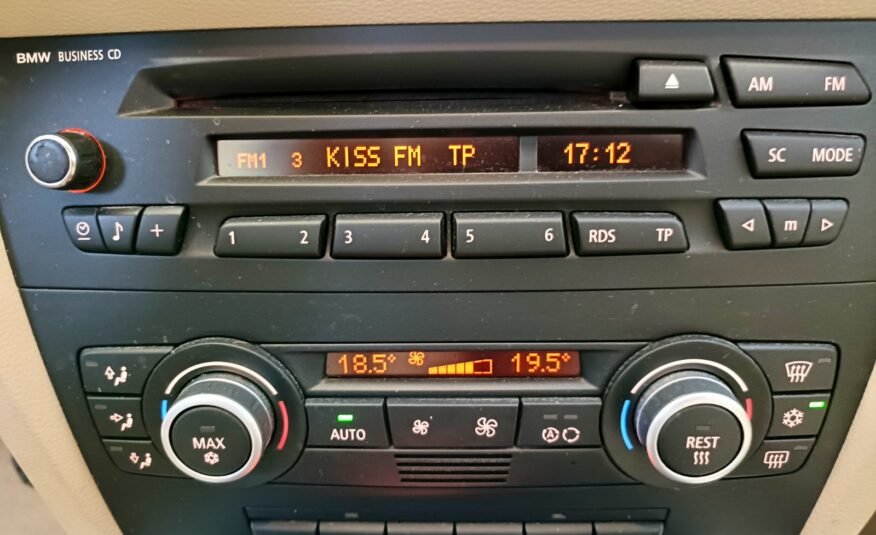 BMW BUSINESS CD
AM FM
FM1 3 KISS FM TP 17:12
SC MODE
1 2 3 4 5 6 RDS TP m
18.5° 19.5°
MAX AUTO REST